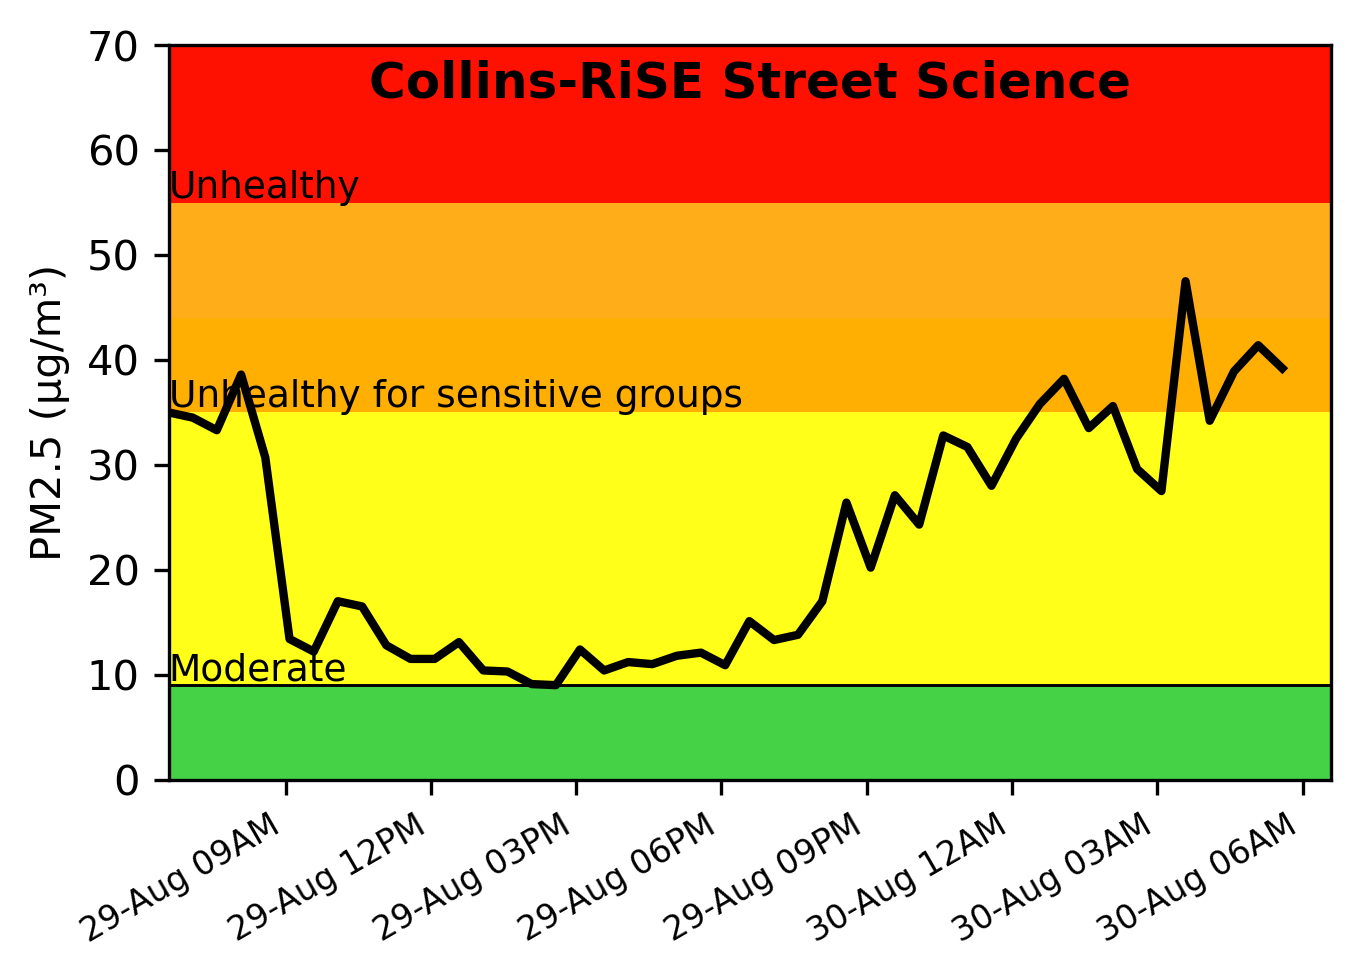 Collins-RiSE Street Science
70
60
50
40
30
20
10
0
PM2.5 (µg/m³)
Unhealthy
Unhealthy for sensitive groups
Moderate
29-Aug 09AM
29-Aug 12PM
29-Aug 03PM
29-Aug 06PM
29-Aug 09PM
30-Aug 12AM
30-Aug 03AM
30-Aug 06AM